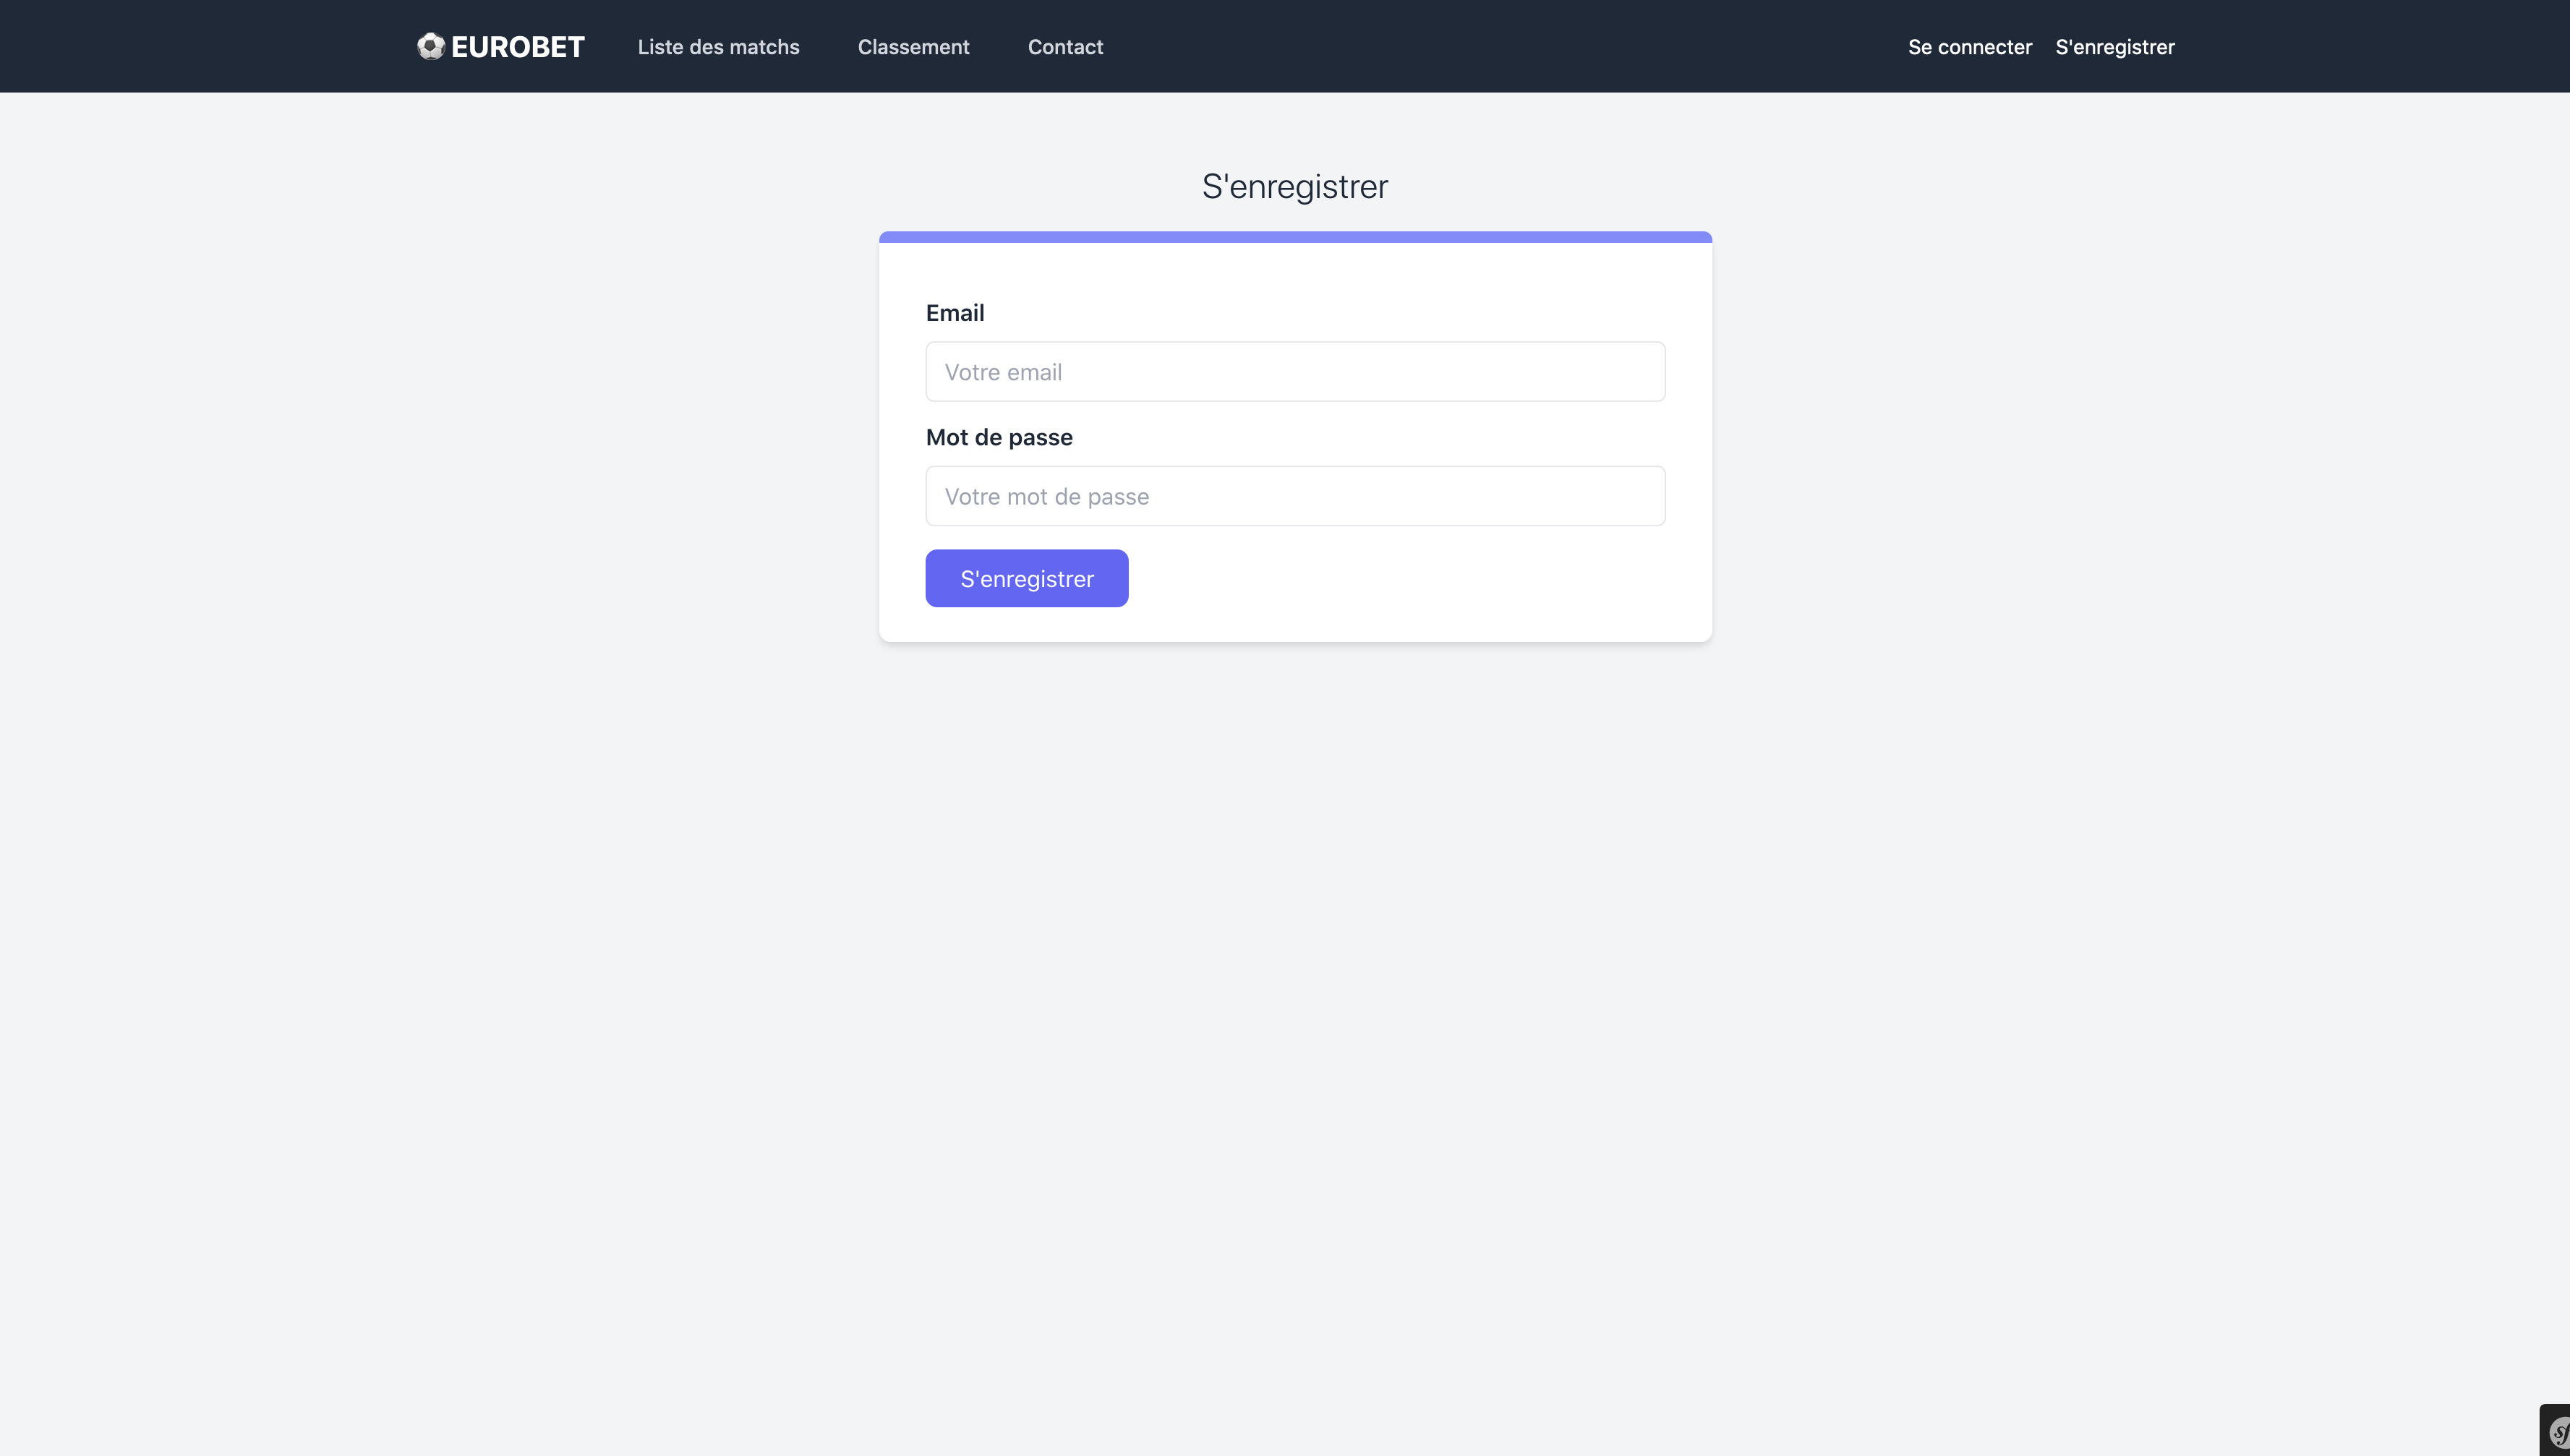 EUROBET
Liste des matchs
Classement
Contact
Se connecter
S'enregistrer
S'enregistrer
Email
Votre email
Mot de passe
Votre mot de passe
S'enregistrer
sf